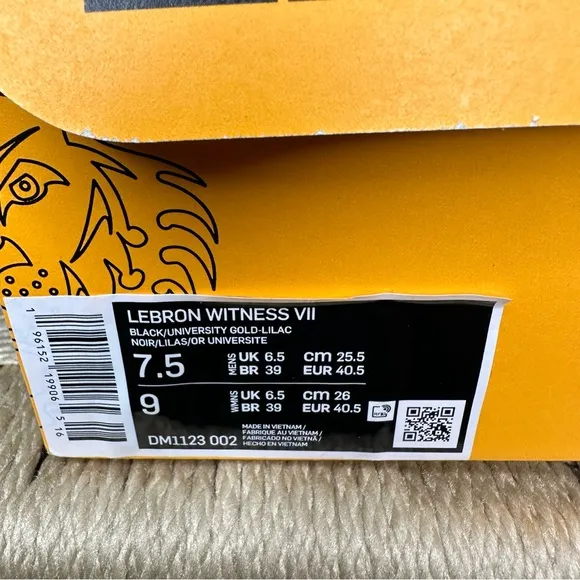 LEBRON WITNESS VII
BLACK/UNIVERSITY GOLD-LILAC
NOIR/LILAS/OR UNIVERSITE
7.5 MENS UK 6.5 cm 25.5
BR 39 EUR 40.5
9 WMNS UK 6.5 cm 26
BR 39 EUR 40.5
DM1123 002
MADE IN VIETNAM/
FABRIQUE AU VIETNAM/
FABRICADO NO VIETNÃ/
HECHO EN VIETNAM
1 96152 19906 5 16